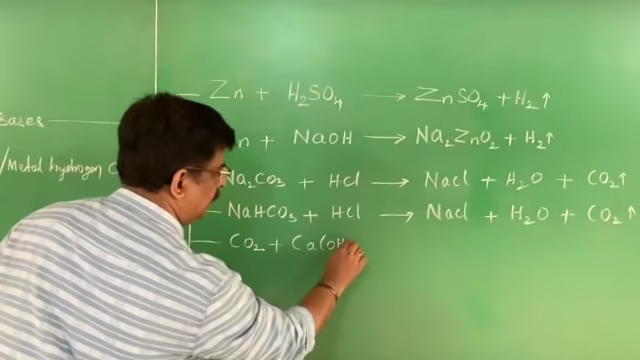 Zn + H₂SO₄ → ZnSO₄ + H₂↑
Bases
n + NaOH → Na₂ZnO₂ + H₂↑
/Metal hydrogen C
Na₂CO₃ + HCl → NaCl + H₂O + CO₂↑
NaHCO₃ + HCl → NaCl + H₂O + CO₂↑
CO₂ + Ca(OH